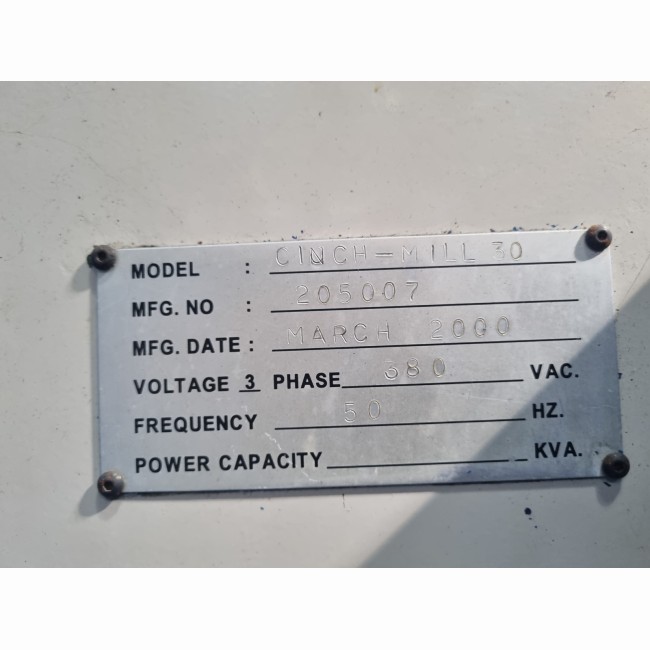 MODEL : CINCH-MILL 30
MFG. NO : 205007
MFG. DATE : MARCH 2000
VOLTAGE 3 PHASE 380 VAC.
FREQUENCY 50 HZ.
POWER CAPACITY KVA.